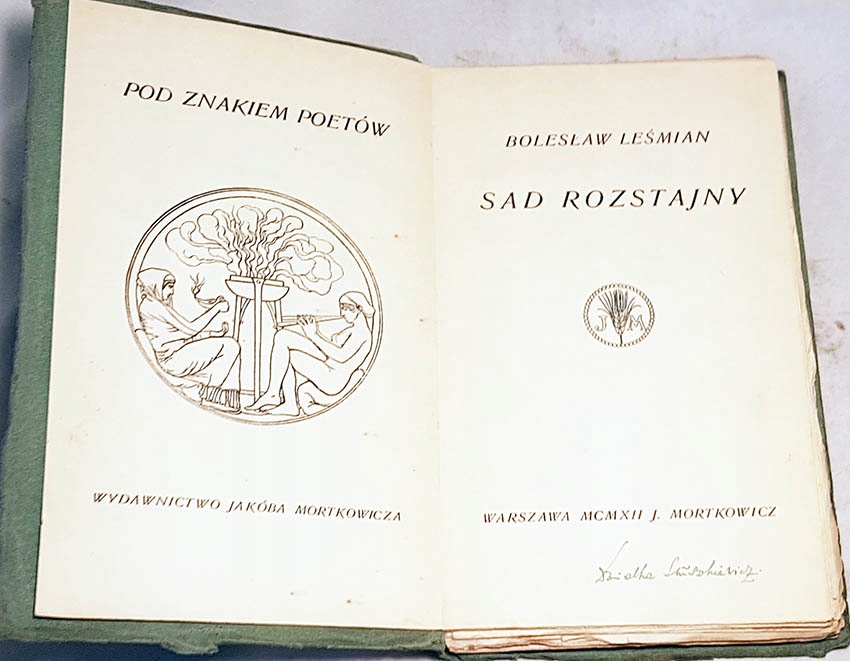 POD ZNAKIEM POETÓW
WYDAWNICTWO JAKÓBA MORTKOWICZA
BOLESŁAW LEŚMIAN
SAD ROZSTAJNY
J M
WARSZAWA MCMXII J. MORTKOWICZ